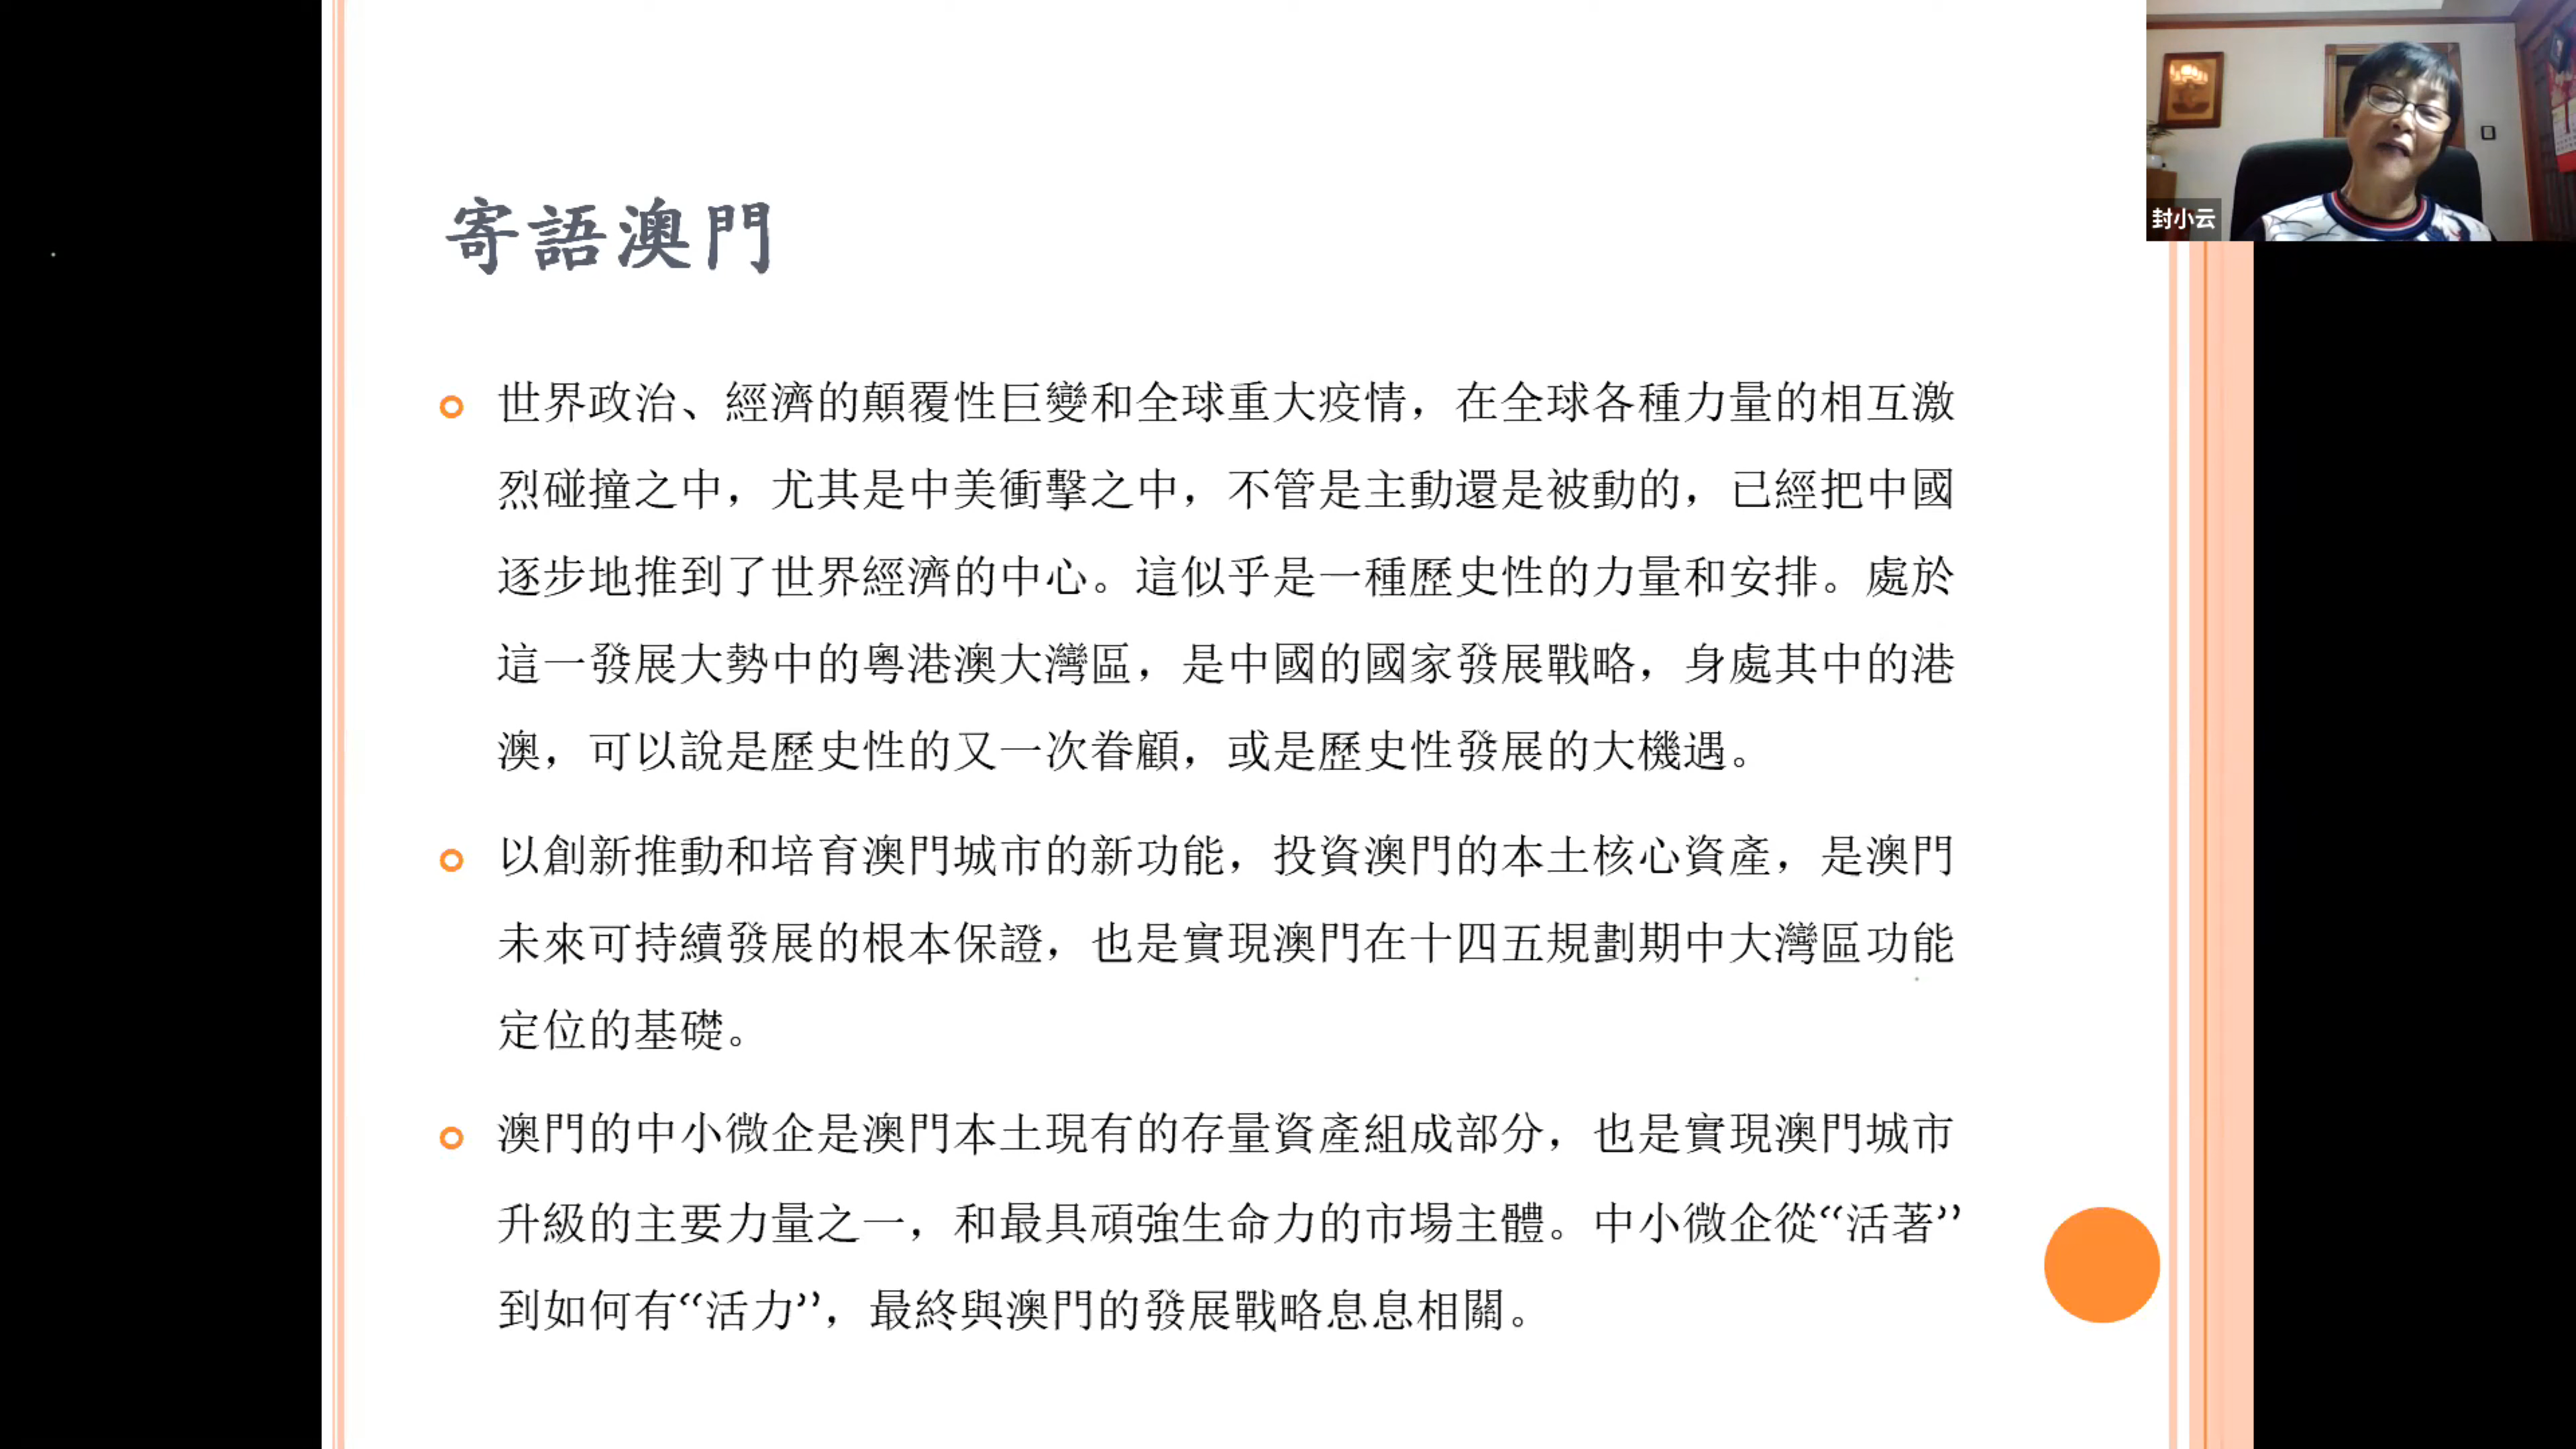 寄語澳門
封小云
世界政治、經濟的顛覆性巨變和全球重大疫情，在全球各種力量的相互激
烈碰撞之中，尤其是中美衝擊之中，不管是主動還是被動的，已經把中國
逐步地推到了世界經濟的中心。這似乎是一種歷史性的力量和安排。處於
這一發展大勢中的粵港澳大灣區，是中國的國家發展戰略，身處其中的港
澳，可以說是歷史性的又一次眷顧，或是歷史性發展的大機遇。
以創新推動和培育澳門城市的新功能，投資澳門的本土核心資產，是澳門
未來可持續發展的根本保證，也是實現澳門在十四五規劃期中大灣區功能
定位的基礎。
澳門的中小微企是澳門本土現有的存量資產組成部分，也是實現澳門城市
升級的主要力量之一，和最具頑強生命力的市場主體。中小微企從“活著”
到如何有“活力”，最終與澳門的發展戰略息息相關。